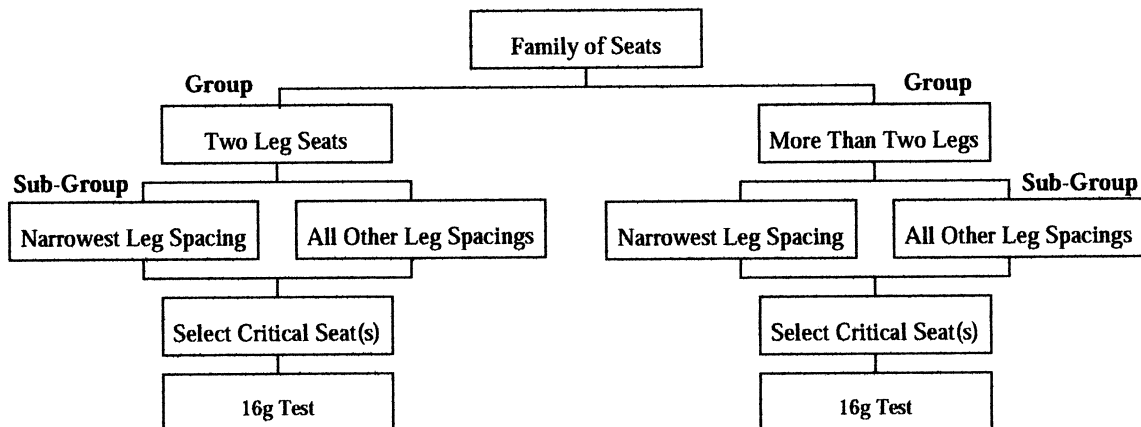 Family of Seats
Group
Group
Two Leg Seats
More Than Two Legs
Sub-Group
Sub-Group
Narrowest Leg Spacing
All Other Leg Spacings
Narrowest Leg Spacing
All Other Leg Spacings
Select Critical Seat(s)
Select Critical Seat(s)
16g Test
16g Test